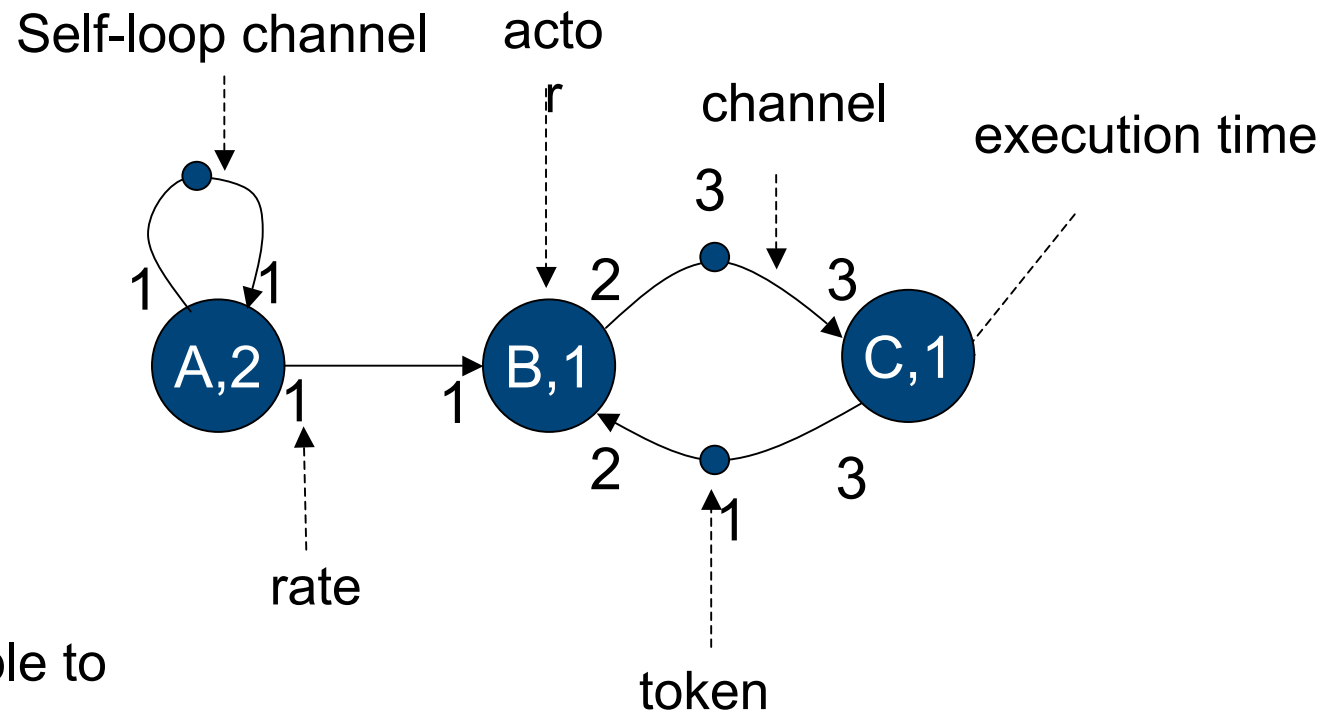 Self-loop channel
acto
r
channel
execution time
3
1
1
2
3
A,2
B,1
C,1
1
1
2
3
1
rate
ple to
token